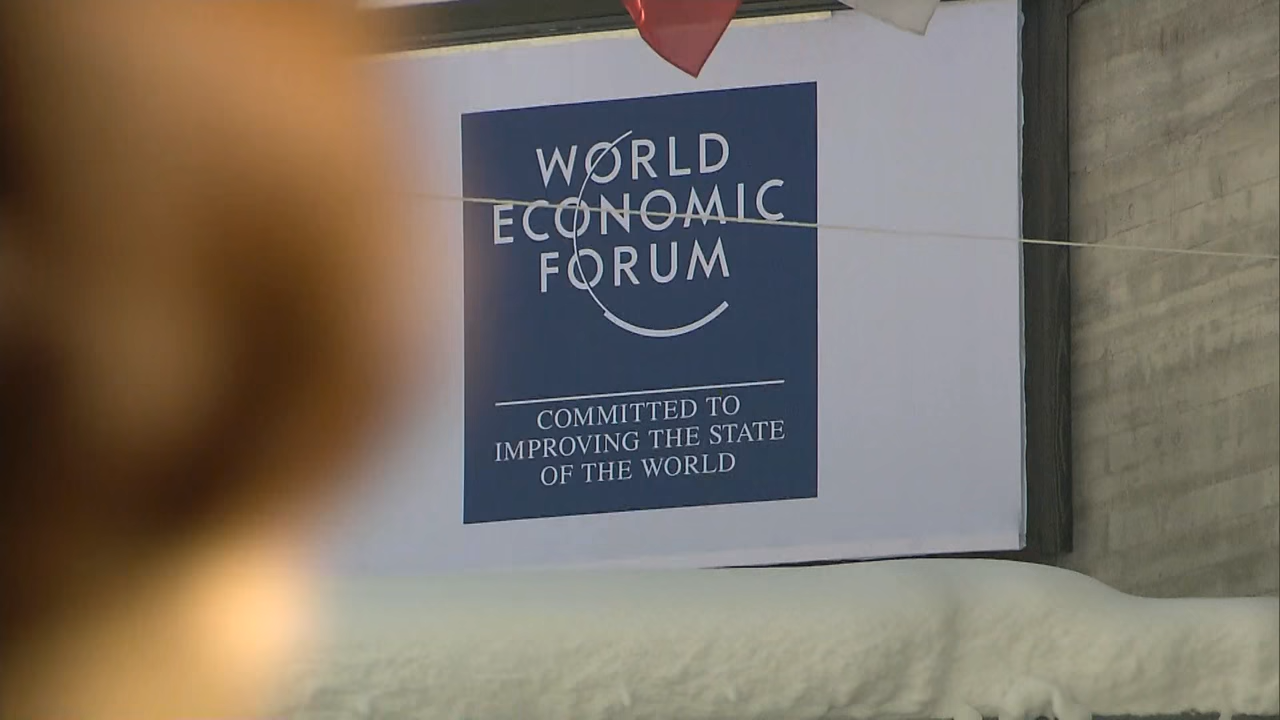 WORLD
ECONOMIC
FORUM
COMMITTED TO
IMPROVING THE STATE
OF THE WORLD